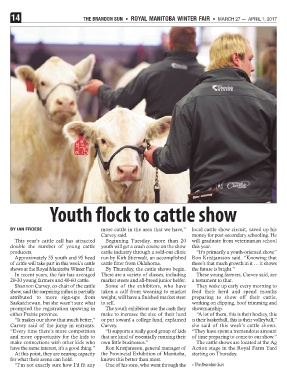 14
THE BRANDON SUN • ROYAL MANITOBA WINTER FAIR • MARCH 27 — APRIL 1, 2017
Youth flock to cattle show
BY IAN FROESE
This year's cattle call has attracted
double the number of young cattle
producers.
Approximately 55 youth and 95 head
of cattle will take part in this week's cattle
shows at the Royal Manitoba Winter Fair.
In recent years, the fair has averaged
20-30 young farmers and 40-60 cattle.
Shannon Carvey, co-chair of the cattle
show, said the surprising influx is partially
attributed to more sign-ups from
Saskatchewan, but she wasn't sure what
prompted the registration upswing in
either Prairie province.
"It makes our show that much better,"
Carvey said of the jump in entrants.
"Every time there's more competition
and more opportunity for the kids to
make connections with other kids who
have the same interest, it's a good thing."
At this point, they are nearing capacity
for what their arena can hold.
"I'm not exactly sure how I'd fit any
more cattle in the area that we have,"
Carvey said.
Beginning Tuesday, more than 20
youth will get a crash course on the show
cattle industry through a sold-out clinic
run by Kirk Stierwalt, an accomplished
cattle fitter from Oklahoma.
By Thursday, the cattle shows begin.
There are a variety of classes, including
market steers and all-breed junior heifer.
Some of the exhibitors, who have
taken a calf from weaning to market
weight, will have a finished market steer
to sell.
The youth exhibitors use the cash they
make to increase the size of their herd
or put toward a college fund, explained
Carvey.
"It supports a really good group of kids
that are kind of essentially running their
own little businesses."
Ron Kristjansson, general manager of
the Provincial Exhibition of Manitoba,
knows this better than most.
One of his sons, who went through the
local cattle show circuit, saved up his
money for post-secondary schooling. He
will graduate from veterinarian school
this year.
"It's primarily a youth-oriented show,"
Ron Kristjansson said. "Knowing that
there's that much growth in it … it shows
the future is bright."
These young farmers, Carvey said, are
a testament to that.
They wake up early every morning to
feed their herd and spend months
preparing to show off their cattle,
working on clipping, hoof trimming and
showmanship.
"A lot of them, this is their hockey, this
is their basketball, this is their volleyball,"
she said of this week's cattle shows.
"They have spent a tremendous amount
of time preparing to come to our show."
The cattle shows are located at the Ag
Action stage in the Royal Farm Yard
starting on Thursday.
» The Brandon Sun